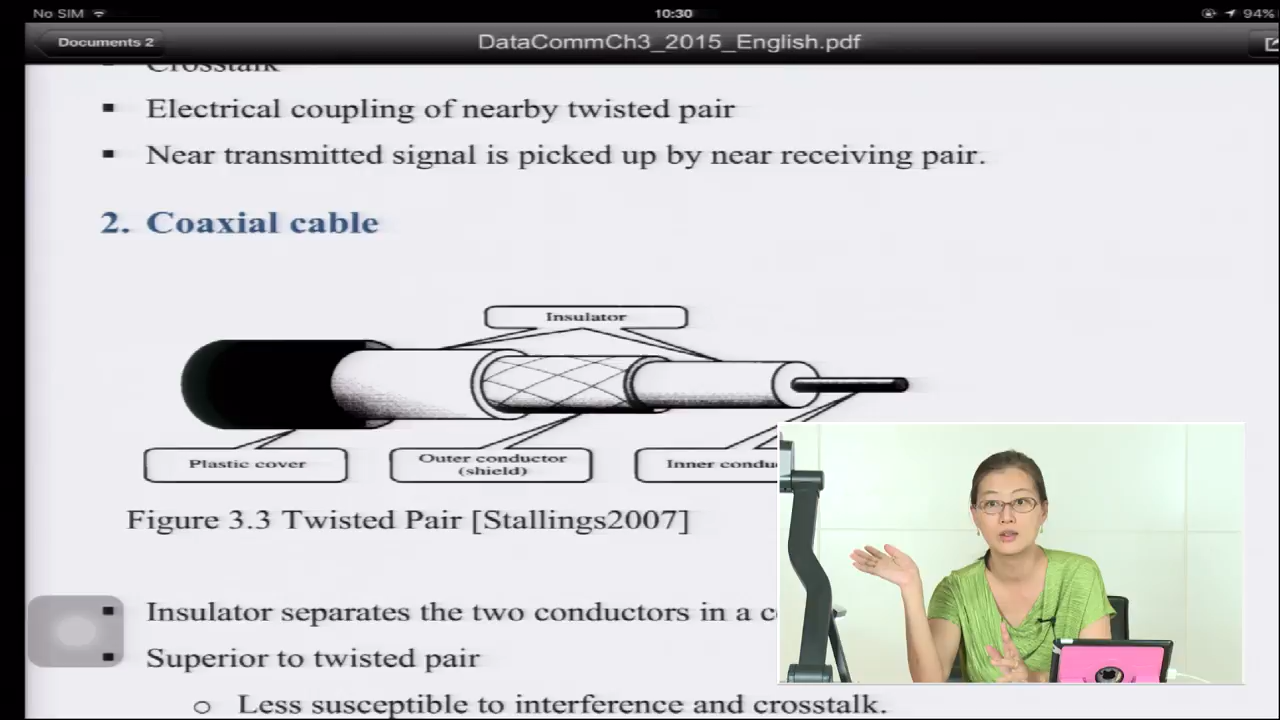 No SIM
10:30
94%
Documents 2
DataCommCh3_2015_English.pdf
Crosstalk
▪ Electrical coupling of nearby twisted pair
▪ Near transmitted signal is picked up by near receiving pair.
2. Coaxial cable
Insulator
Plastic cover
Outer conductor
(shield)
Inner
Figure 3.3 Twisted Pair [Stallings2007]
▪ Insulator separates the two conductors in a
▪ Superior to twisted pair
o Less susceptible to interference and crosstalk.